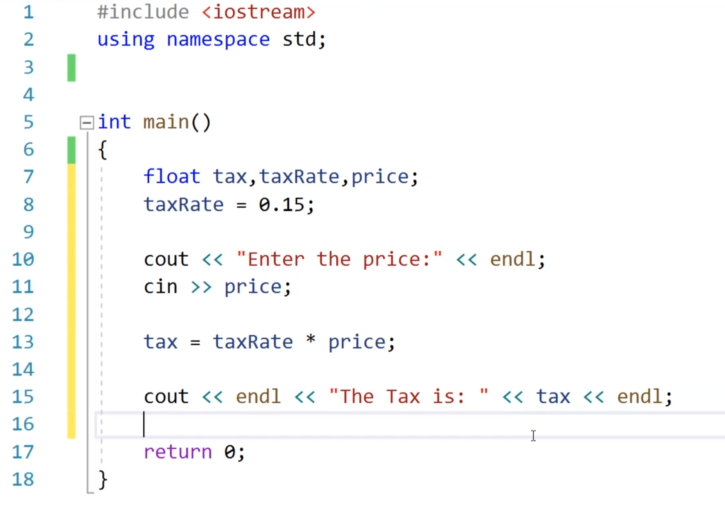 1 #include <iostream>
2 using namespace std;
3
4
5 int main()
6 {
7 float tax,taxRate,price;
8 taxRate = 0.15;
9
10 cout << "Enter the price:" << endl;
11 cin >> price;
12
13 tax = taxRate * price;
14
15 cout << endl << "The Tax is: " << tax << endl;
16
17 return 0;
18 }